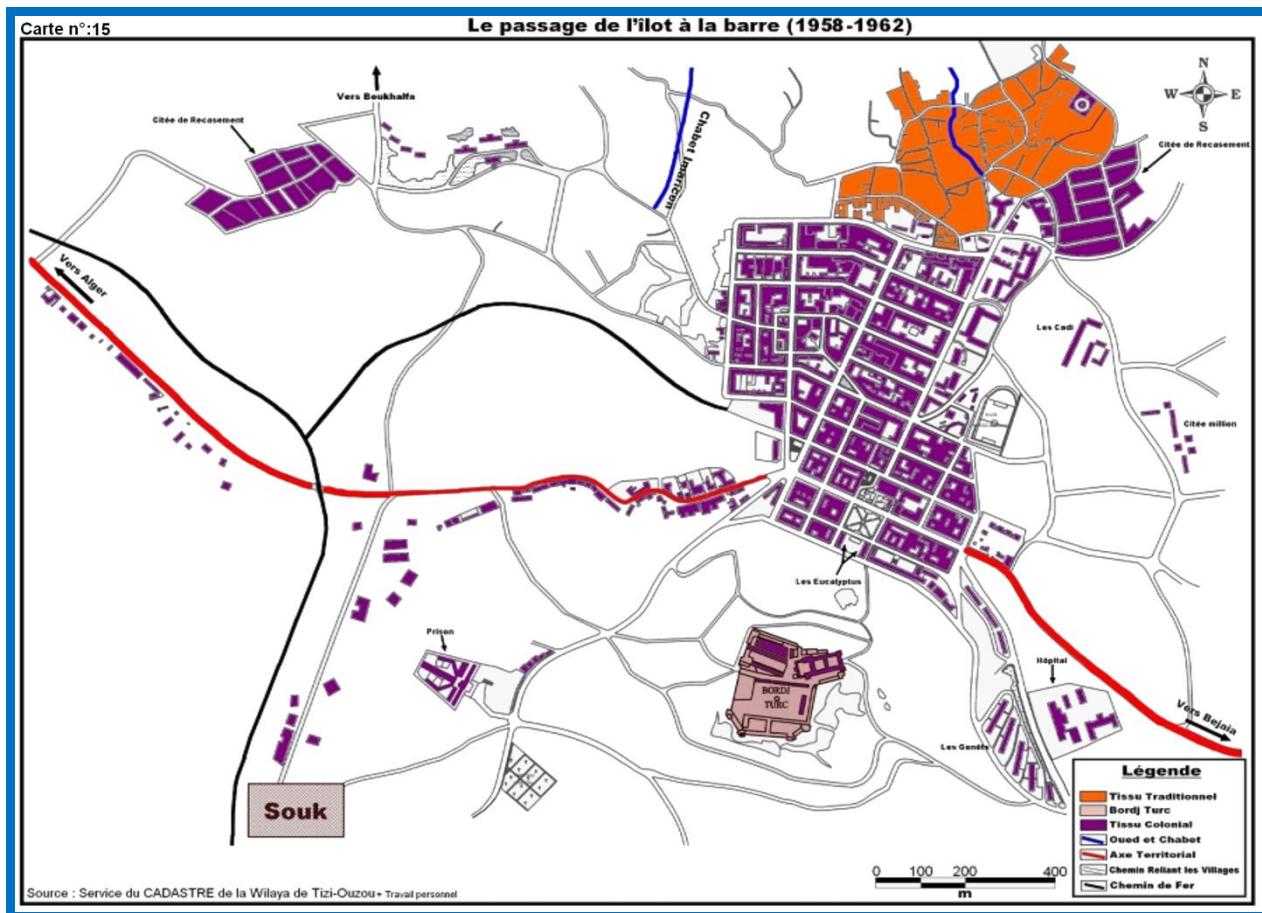 Carte n°:15
Le passage de l'îlot à la barre (1958-1962)
Vers Boukhalfa
Citée de Recasement
Chabet Imaricen
N
W
E
S
Citée de Recasement
Vers Alger
Les Cadi
Citée million
Les Eucalyptus
Prison
BORDJ
TURC
Hôpital
Vers Bejaia
Les Genêts
Souk
Légende
Tissu Traditionnel
Bordj Turc
Tissu Colonial
Oued et Chabet
Axe Territorial
Chemin Reliant les Villages
Chemin de Fer
0 100 200 400
m
Source : Service du CADASTRE de la Wilaya de Tizi-Ouzou + Travail personnel